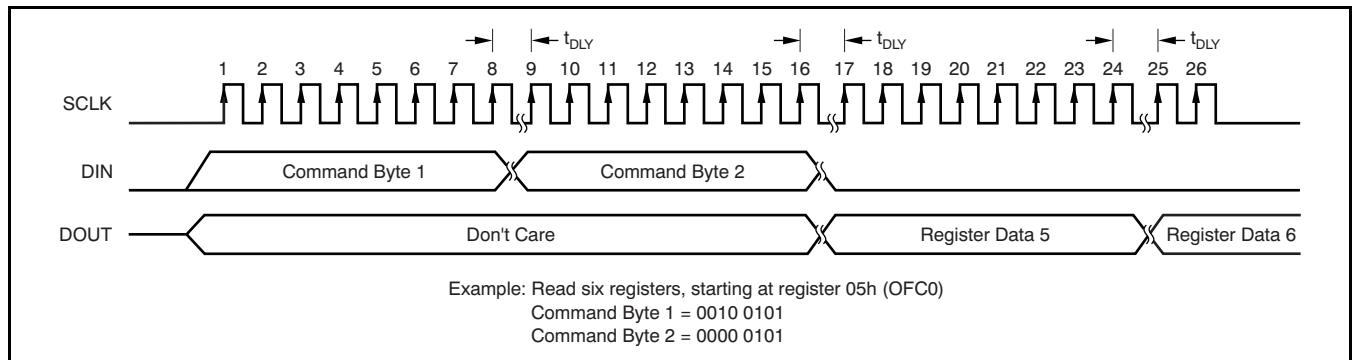 tDLY tDLY tDLY
1 2 3 4 5 6 7 8 9 10 11 12 13 14 15 16 17 18 19 20 21 22 23 24 25 26
SCLK
DIN Command Byte 1 Command Byte 2
DOUT Don't Care Register Data 5 Register Data 6
Example: Read six registers, starting at register 05h (OFC0)
Command Byte 1 = 0010 0101
Command Byte 2 = 0000 0101